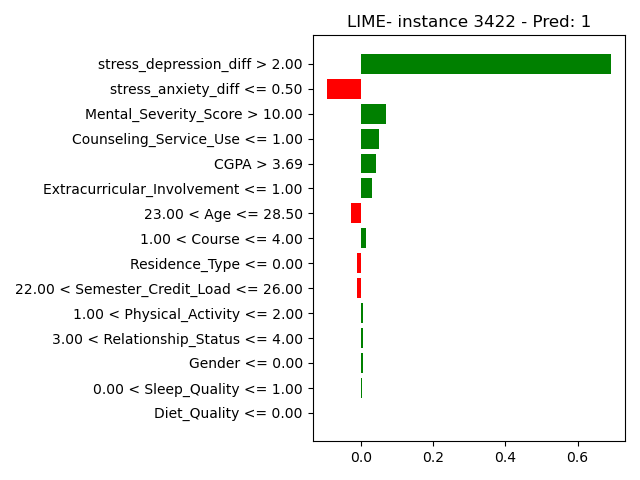 LIME- instance 3422 - Pred: 1
stress_depression_diff > 2.00
stress_anxiety_diff <= 0.50
Mental_Severity_Score > 10.00
Counseling_Service_Use <= 1.00
CGPA > 3.69
Extracurricular_Involvement <= 1.00
23.00 < Age <= 28.50
1.00 < Course <= 4.00
Residence_Type <= 0.00
22.00 < Semester_Credit_Load <= 26.00
1.00 < Physical_Activity <= 2.00
3.00 < Relationship_Status <= 4.00
Gender <= 0.00
0.00 < Sleep_Quality <= 1.00
Diet_Quality <= 0.00
0.0 0.2 0.4 0.6